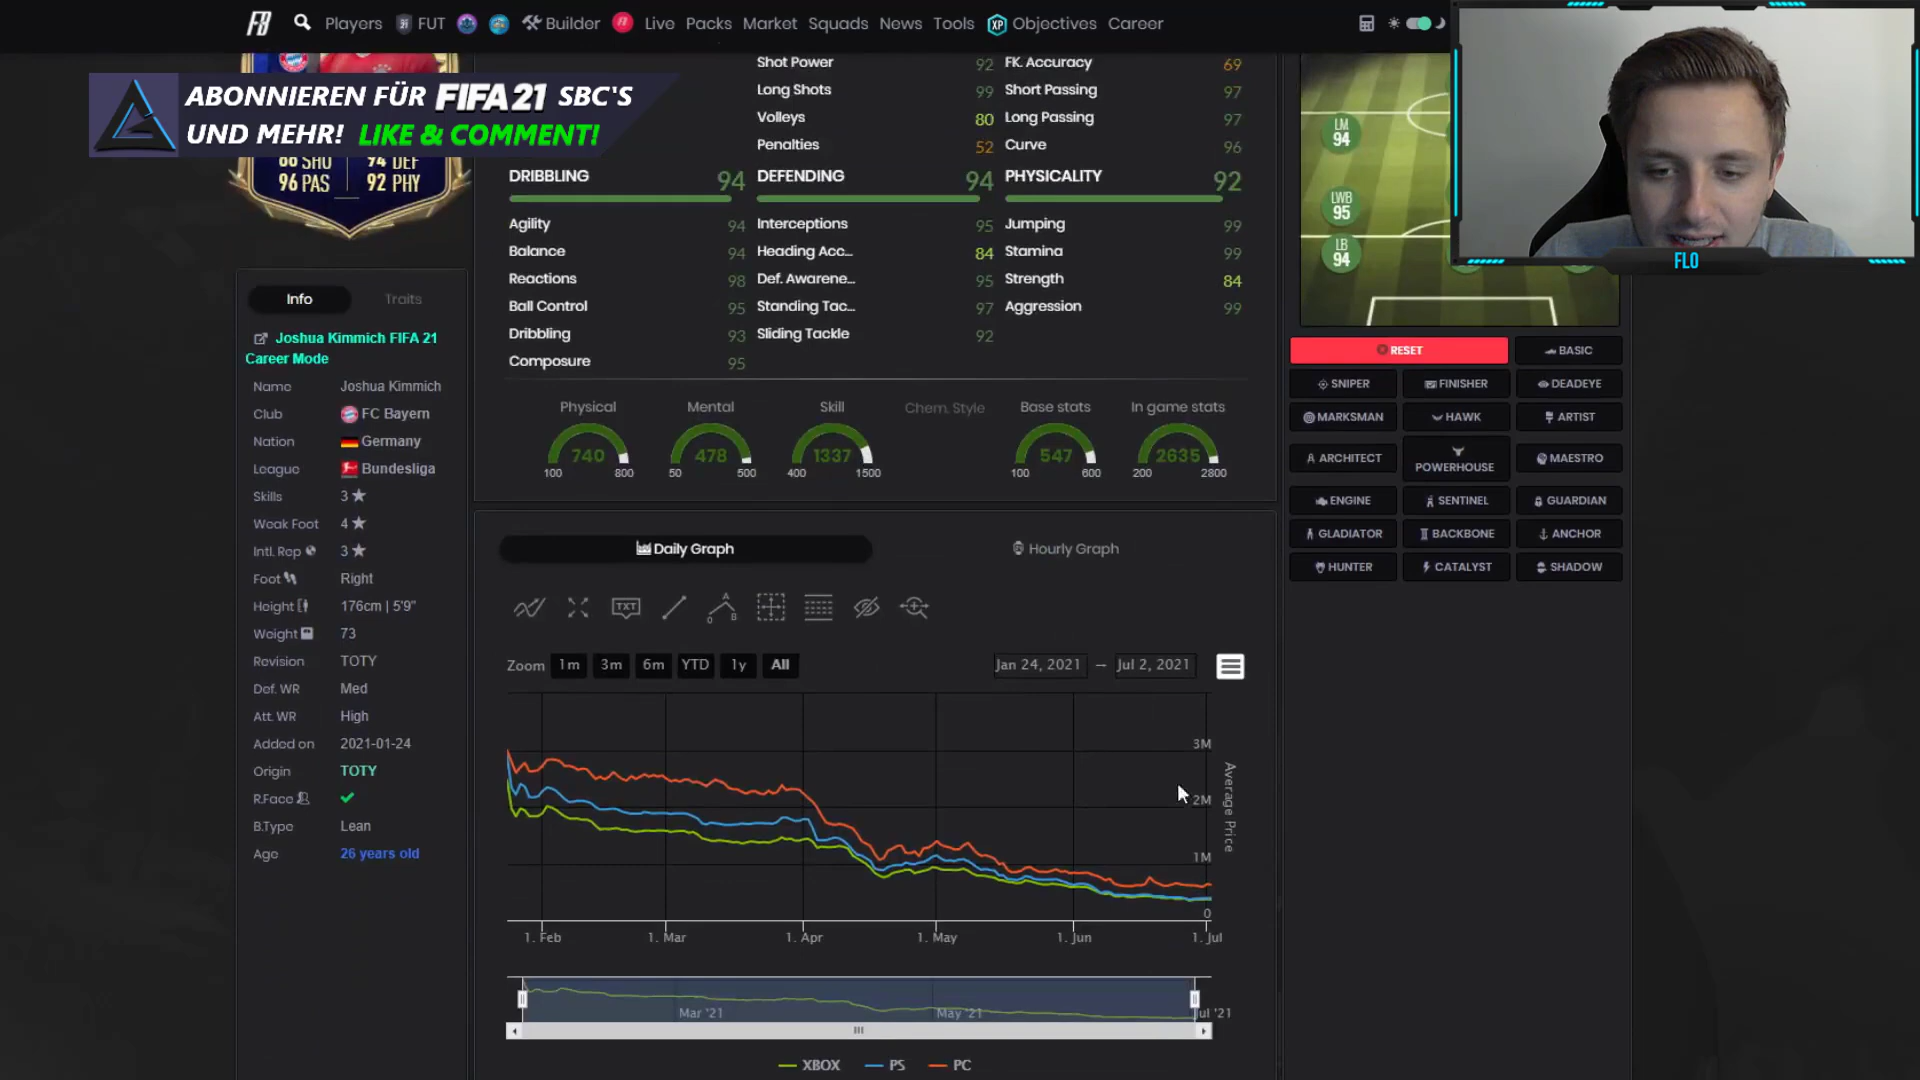 Players FUT Builder Live Packs Market Squads News Tools XP Objectives Career
ABONNIEREN FÜR FIFA 21 SBC'S
UND MEHR! LIKE & COMMENT!
96 PAS 92 PHY
Shot Power 92 FK. Accuracy 69
Long Shots 99 Short Passing 97
Volleys 80 Long Passing 97
Penalties 52 Curve 96
DRIBBLING 94 DEFENDING 94 PHYSICALITY 92
Agility 94 Interceptions 95 Jumping 99
Balance 94 Heading Acc... 84 Stamina 99
Reactions 98 Def. Awarene... 95 Strength 84
Ball Control 95 Standing Tac... 97 Aggression 99
Dribbling 93 Sliding Tackle 92
Composure 95
Physical Mental Skill Chem. Style Base stats In game stats
740 478 1337 547 2635
100 800 50 500 400 1500 100 600 200 2800
Info Traits
Joshua Kimmich FIFA 21
Career Mode
Name Joshua Kimmich
Club FC Bayern
Nation Germany
League Bundesliga
Skills 3
Weak Foot 4
Intl. Rep 3
Foot Right
Height 176cm | 5'9"
Weight 73
Revision TOTY
Def. WR Med
Att. WR High
Added on 2021-01-24
Origin TOTY
R.Face
B.Type Lean
Age 26 years old
Daily Graph Hourly Graph
TXT
Zoom 1m 3m 6m YTD 1y All Jan 24, 2021 -- Jul 2, 2021
3M
2M
1M
0
Average Price
1. Feb 1. Mar 1. Apr 1. May 1. Jun 1. Jul
Mar '21 May '21 Jul '21
XBOX PS PC
LM
94
LWB
95
LB
94
FLO
RESET BASIC
SNIPER FINISHER DEADEYE
MARKSMAN HAWK ARTIST
ARCHITECT POWERHOUSE MAESTRO
ENGINE SENTINEL GUARDIAN
GLADIATOR BACKBONE ANCHOR
HUNTER CATALYST SHADOW